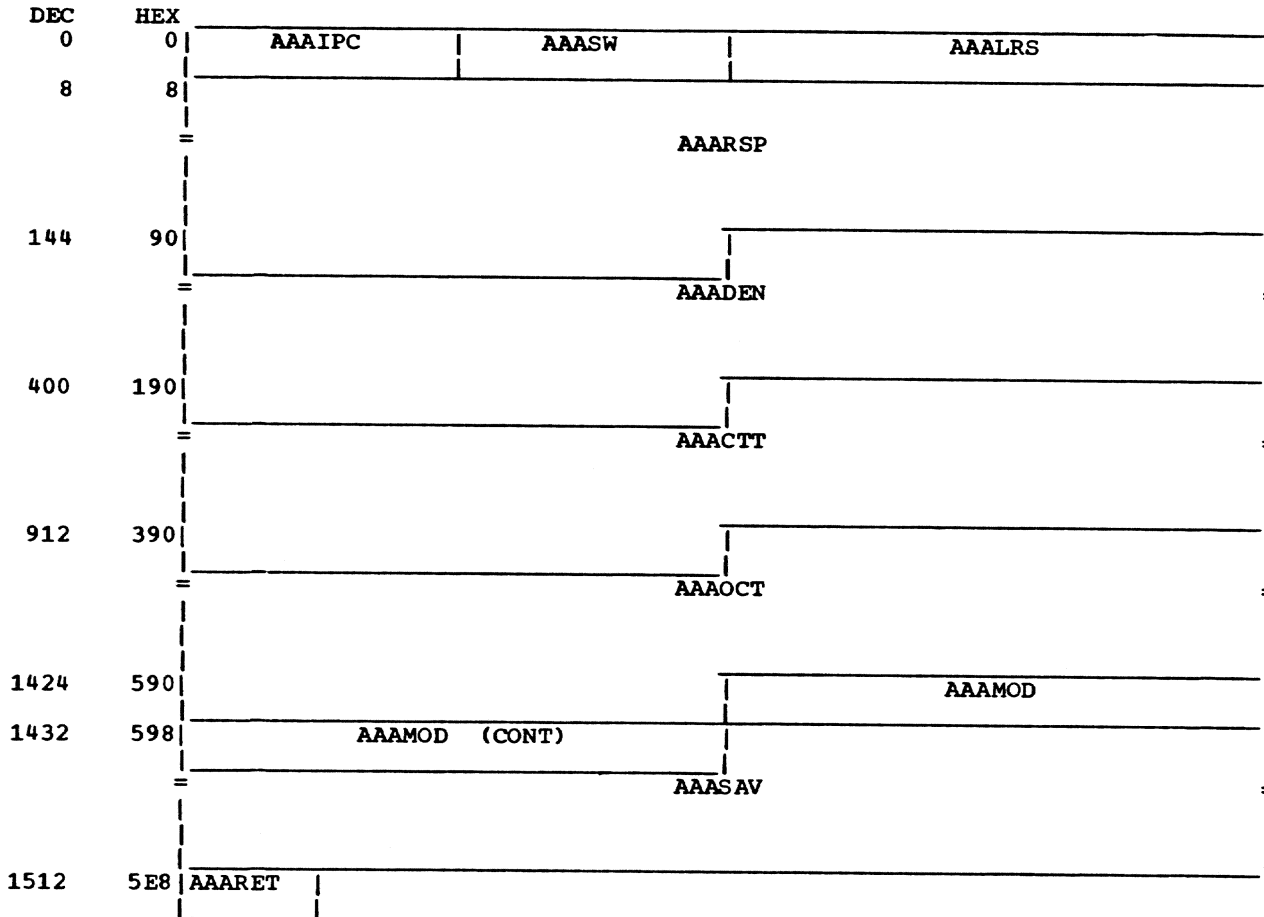 DEC HEX
0 0 AAAIPC AAASW AAALRS
8 8
AAARSP
144 90
AAADEN
400 190
AAACTT
912 390
AAAOCT
1424 590 AAAMOD
1432 598 AAAMOD (CONT)
AAASAV
1512 5E8 AAARET